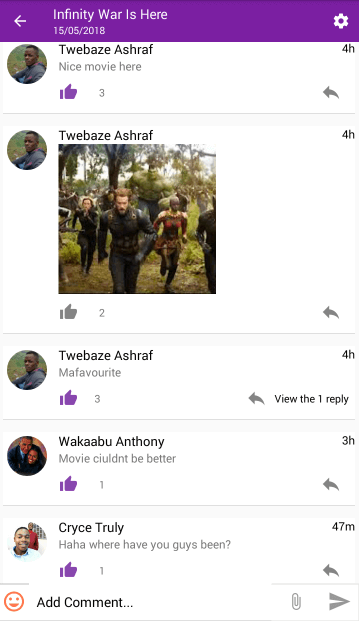 Infinity War Is Here
15/05/2018
Twebaze Ashraf 4h
Nice movie here
3
Twebaze Ashraf 4h
2
Twebaze Ashraf 4h
Mafavourite
3 View the 1 reply
Wakaabu Anthony 3h
Movie ciuldnt be better
1
Cryce Truly 47m
Haha where have you guys been?
1
Add Comment...